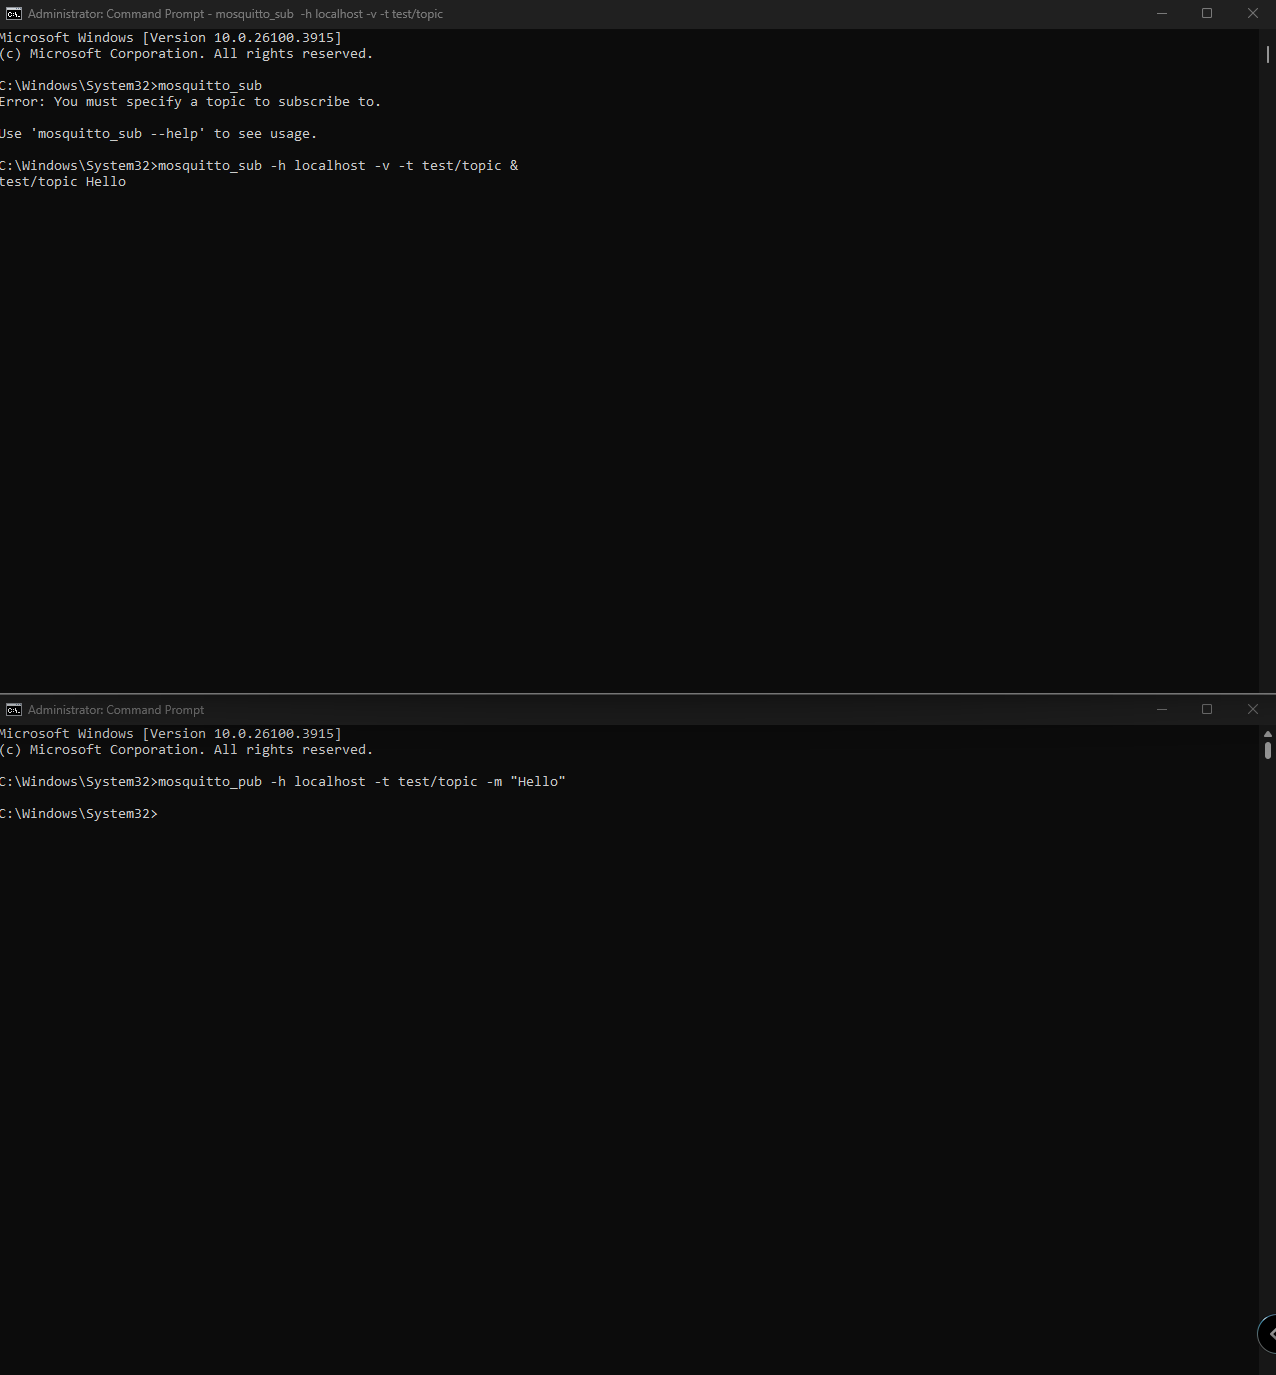 Administrator: Command Prompt - mosquitto_sub  -h localhost -v -t test/topic
Microsoft Windows [Version 10.0.26100.3915]
(c) Microsoft Corporation. All rights reserved.
C:\Windows\System32>mosquitto_sub
Error: You must specify a topic to subscribe to.
Use 'mosquitto_sub --help' to see usage.
C:\Windows\System32>mosquitto_sub -h localhost -v -t test/topic &
test/topic Hello
Administrator: Command Prompt
Microsoft Windows [Version 10.0.26100.3915]
(c) Microsoft Corporation. All rights reserved.
C:\Windows\System32>mosquitto_pub -h localhost -t test/topic -m "Hello"
C:\Windows\System32>